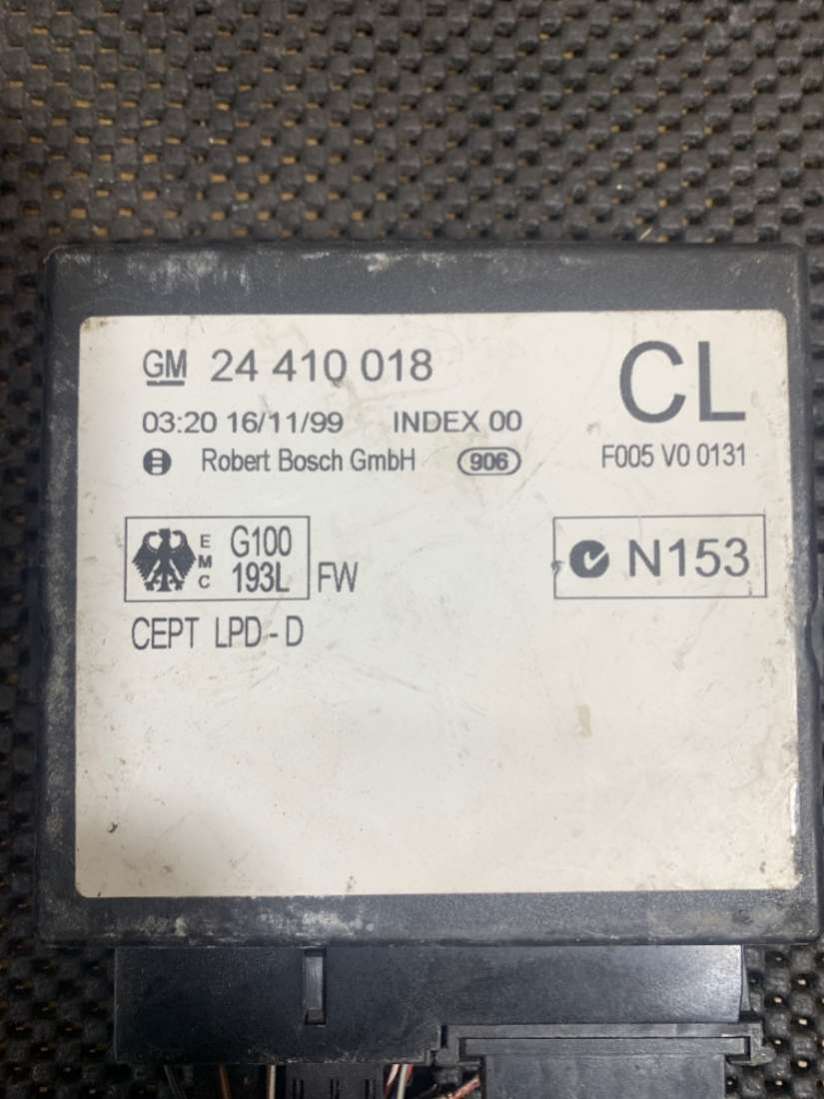 GM 24 410 018
CL
03:20 16/11/99 INDEX 00
Robert Bosch GmbH 906
F005 V0 0131
EMC G100
193L FW
N153
CEPT LPD - D